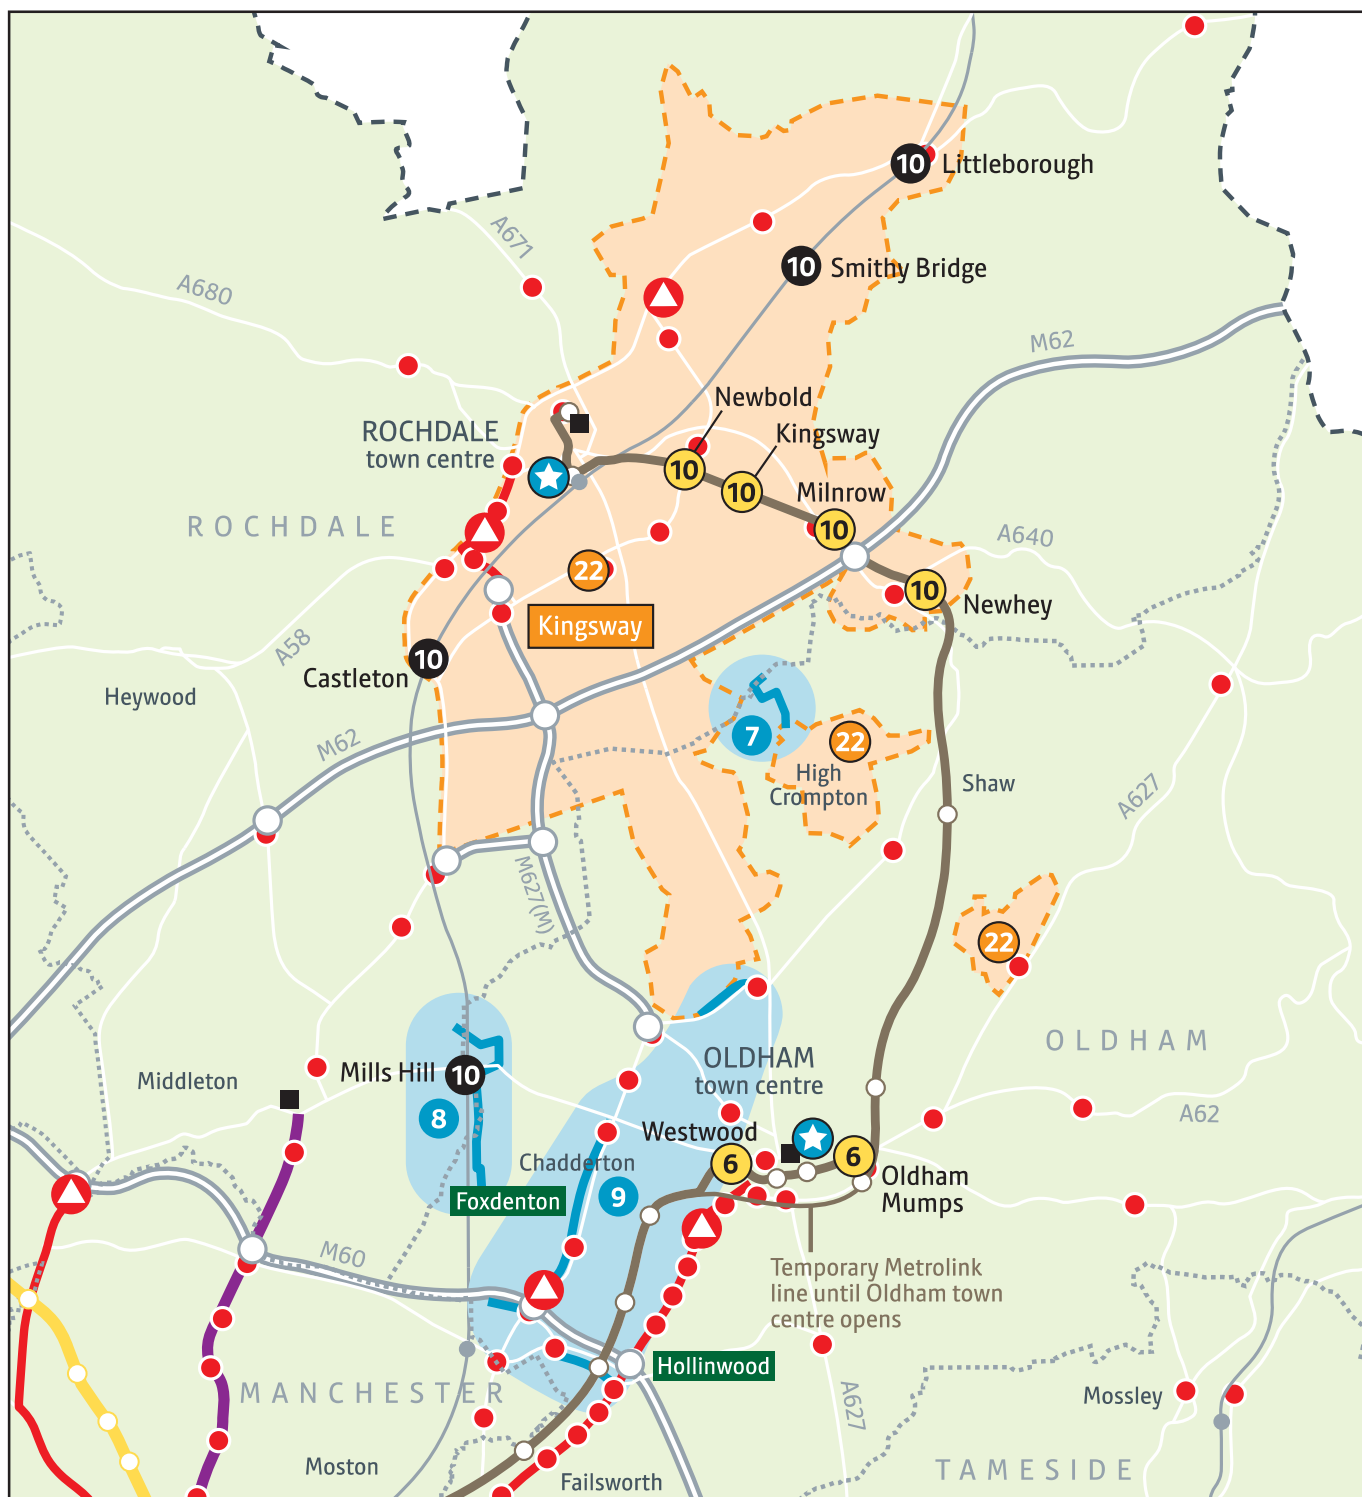 10
Littleborough
A671
10
Smithy Bridge
A680
M62
Newbold
ROCHDALE
town centre
Kingsway
10
10
Milnrow
10
ROCHDALE
A640
22
10
Newhey
Kingsway
A58
10
Castleton
Heywood
M62
7
22
High
Crompton
Shaw
A627
M627(M)
22
OLDHAM
OLDHAM
town centre
Mills Hill
10
Middleton
8
A62
Westwood
6
6
Chadderton
Oldham
Mumps
Foxdenton
9
M60
Temporary Metrolink
line until Oldham town
centre opens
Hollinwood
MANCHESTER
A627
Mossley
Moston
Failsworth
TAMESIDE